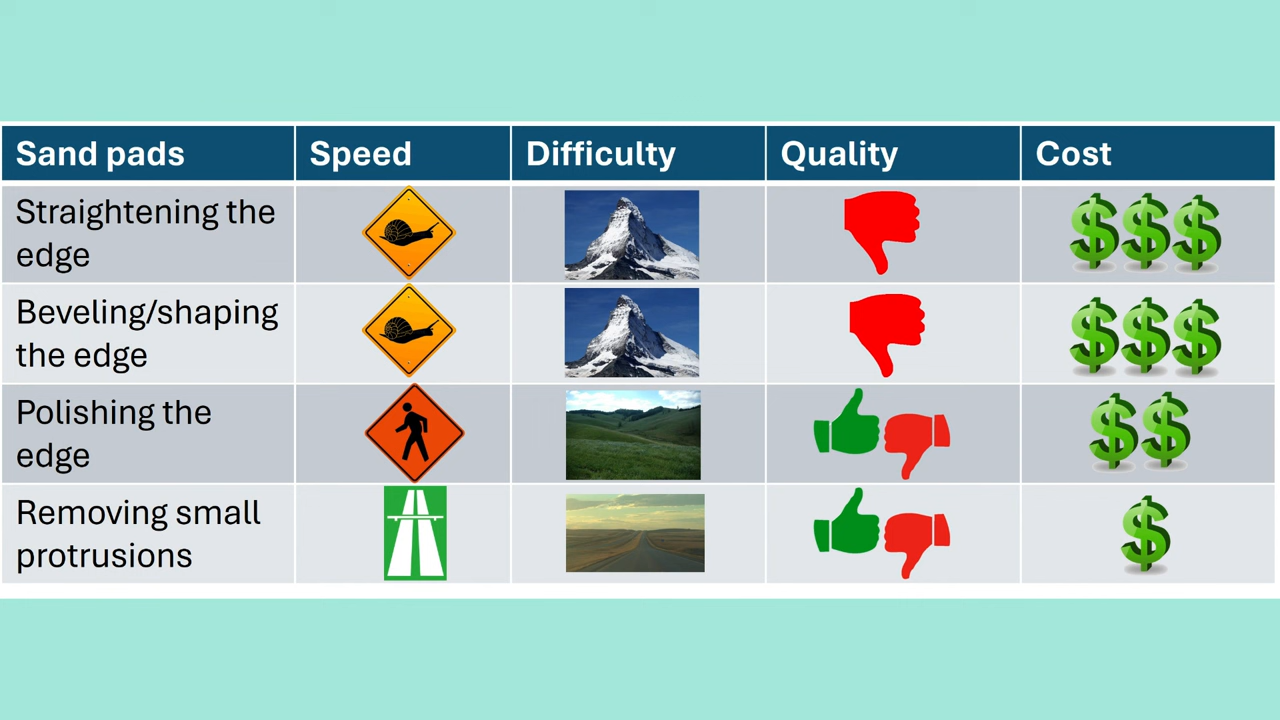 Sand pads
Speed
Difficulty
Quality
Cost
Straightening the
edge
$$$
Beveling/shaping
the edge
$$$
Polishing the
edge
$$
Removing small
protrusions
$